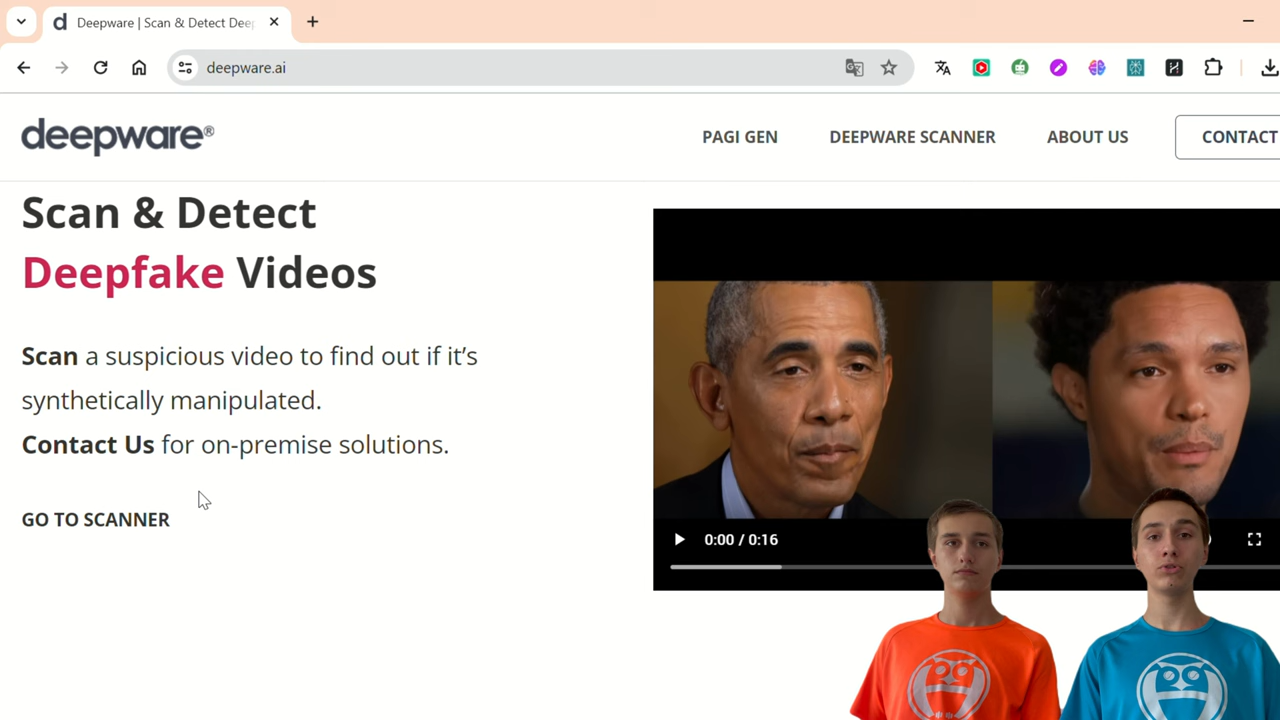 Deepware | Scan & Detect Dee
deepware.ai
deepware®
PAGI GEN
DEEPWARE SCANNER
ABOUT US
CONTACT
Scan & Detect
Deepfake Videos
Scan a suspicious video to find out if it’s
synthetically manipulated.
Contact Us for on-premise solutions.
GO TO SCANNER
0:00 / 0:16